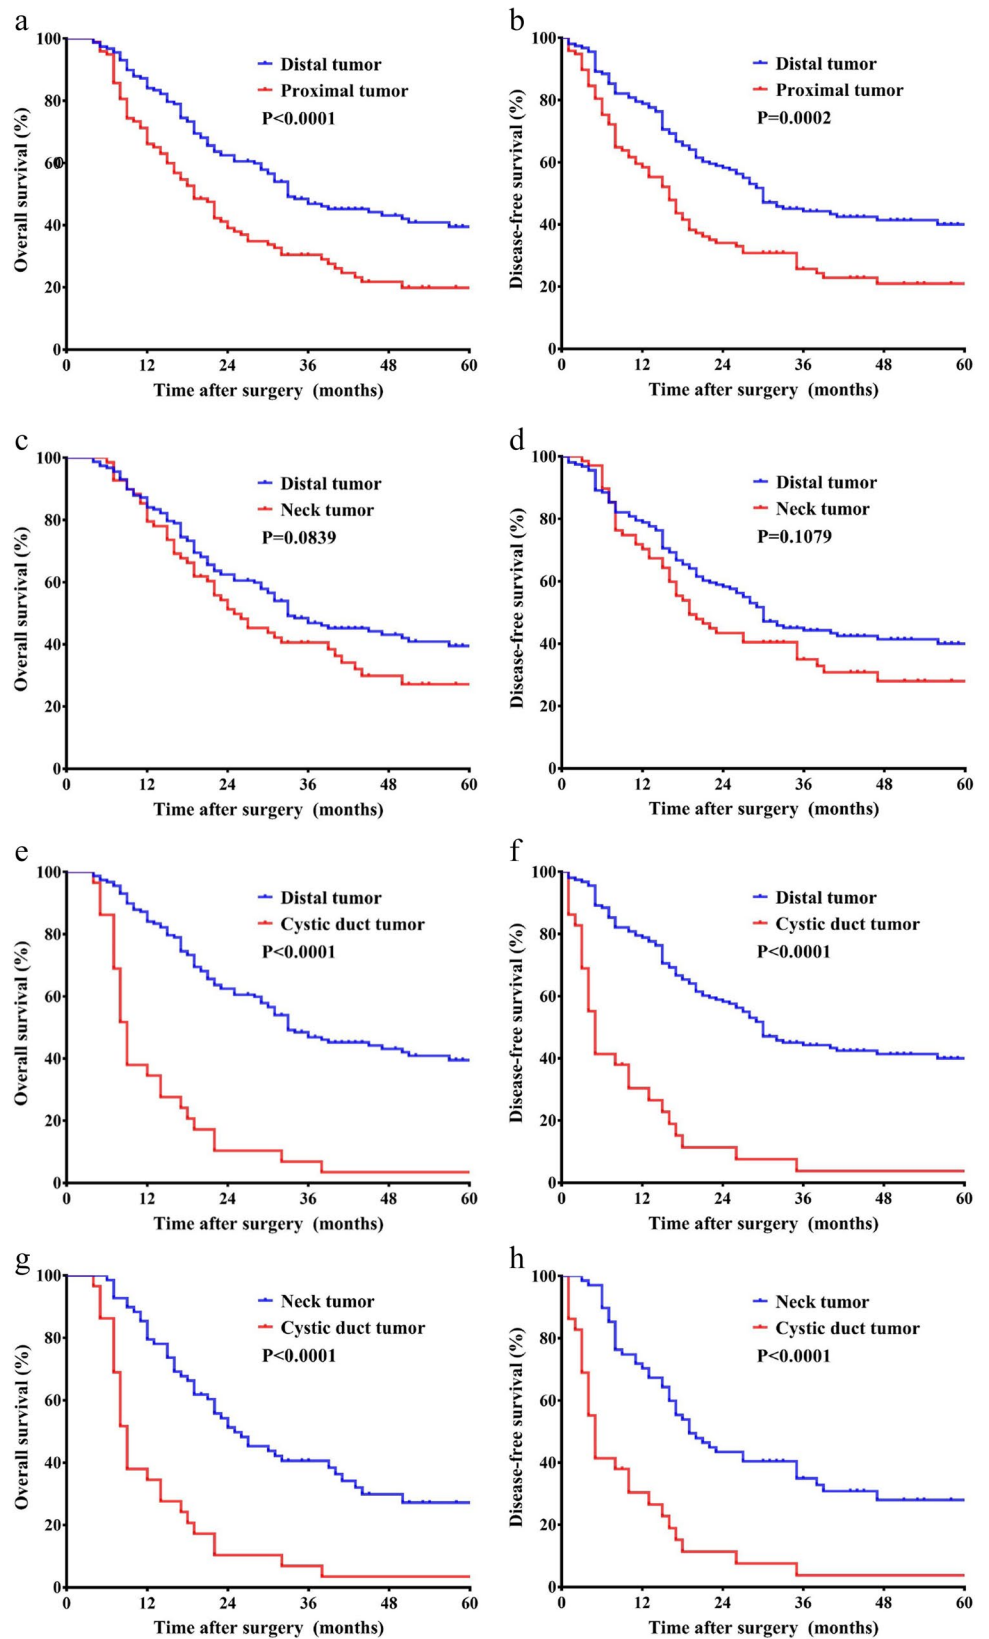 a
100
80
60
40
20
0
0 12 24 36 48 60
Overall survival (%)
Time after surgery (months)
Distal tumor
Proximal tumor
P<0.0001
b
100
80
60
40
20
0
0 12 24 36 48 60
Disease-free survival (%)
Time after surgery (months)
Distal tumor
Proximal tumor
P=0.0002
c
100
80
60
40
20
0
0 12 24 36 48 60
Overall survival (%)
Time after surgery (months)
Distal tumor
Neck tumor
P=0.0839
d
100
80
60
40
20
0
0 12 24 36 48 60
Disease-free survival (%)
Time after surgery (months)
Distal tumor
Neck tumor
P=0.1079
e
100
80
60
40
20
0
0 12 24 36 48 60
Overall survival (%)
Time after surgery (months)
Distal tumor
Cystic duct tumor
P<0.0001
f
100
80
60
40
20
0
0 12 24 36 48 60
Disease-free survival (%)
Time after surgery (months)
Distal tumor
Cystic duct tumor
P<0.0001
g
100
80
60
40
20
0
0 12 24 36 48 60
Overall survival (%)
Time after surgery (months)
Neck tumor
Cystic duct tumor
P<0.0001
h
100
80
60
40
20
0
0 12 24 36 48 60
Disease-free survival (%)
Time after surgery (months)
Neck tumor
Cystic duct tumor
P<0.0001